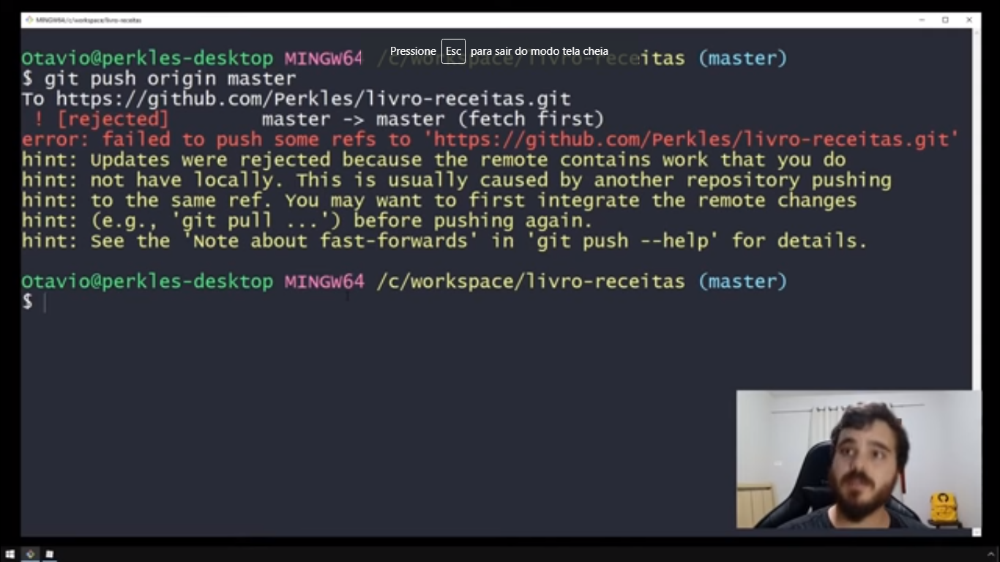 MINGW64:/c/workspace/livro-receitas
Pressione Esc para sair do modo tela cheia
Otavio@perkles-desktop MINGW64 /c/workspace/livro-receitas (master)
$ git push origin master
To https://github.com/Perkles/livro-receitas.git
! [rejected]        master -> master (fetch first)
error: failed to push some refs to 'https://github.com/Perkles/livro-receitas.git'
hint: Updates were rejected because the remote contains work that you do
hint: not have locally. This is usually caused by another repository pushing
hint: to the same ref. You may want to first integrate the remote changes
hint: (e.g., 'git pull ...') before pushing again.
hint: See the 'Note about fast-forwards' in 'git push --help' for details.
Otavio@perkles-desktop MINGW64 /c/workspace/livro-receitas (master)
$